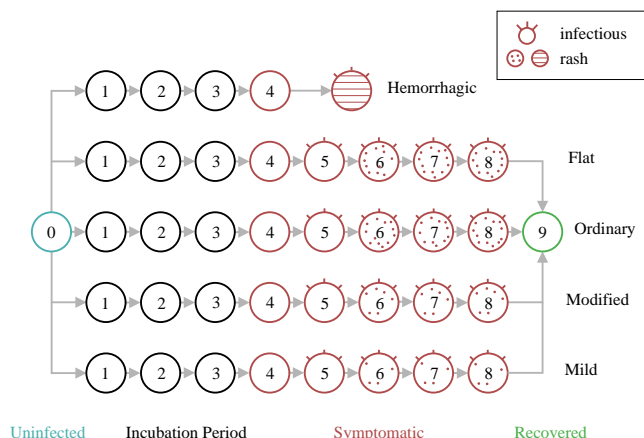 infectious
rash
1 2 3 4 Hemorrhagic
1 2 3 4 5 6 7 8 Flat
0 1 2 3 4 5 6 7 8 9 Ordinary
1 2 3 4 5 6 7 8 Modified
1 2 3 4 5 6 7 8 Mild
Uninfected Incubation Period Symptomatic Recovered